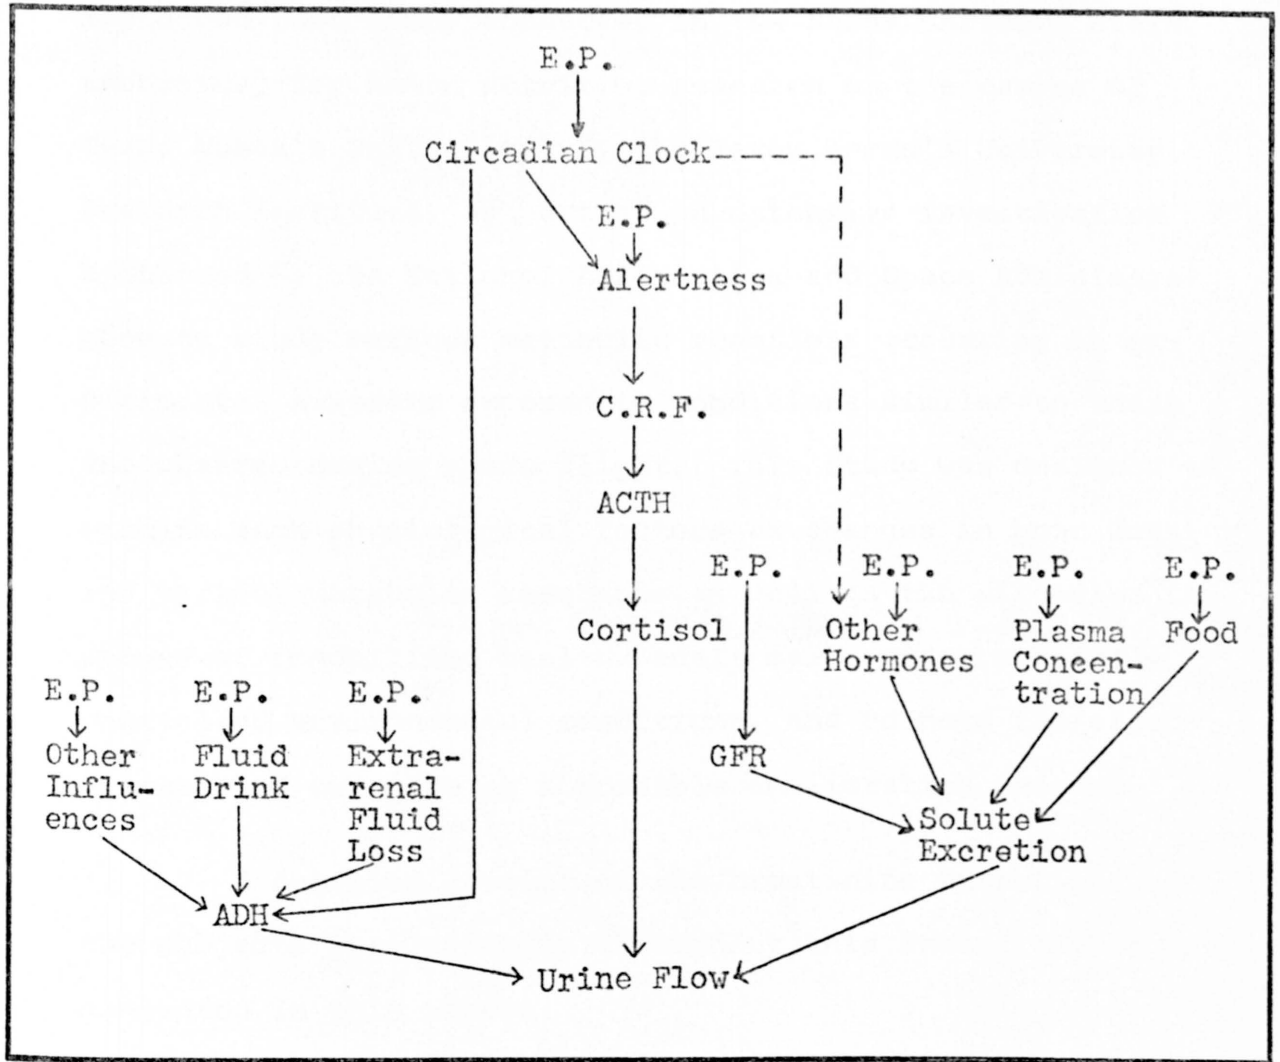 E.P.
Circadian Clock
E.P.
Alertness
C.R.F.
ACTH
E.P. E.P. E.P. E.P.
Cortisol Other Plasma Food
Hormones Coneen-
tration
E.P. E.P. E.P.
Other Fluid Extra- GFR
Influ- Drink renal
ences Fluid Solute
Loss Excretion
ADH
Urine Flow